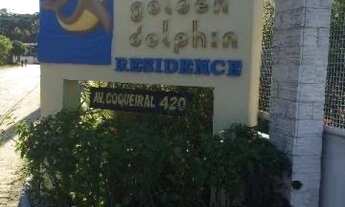 golden
dolphin
RESIDENCE
AV. COQUEIRAL 420